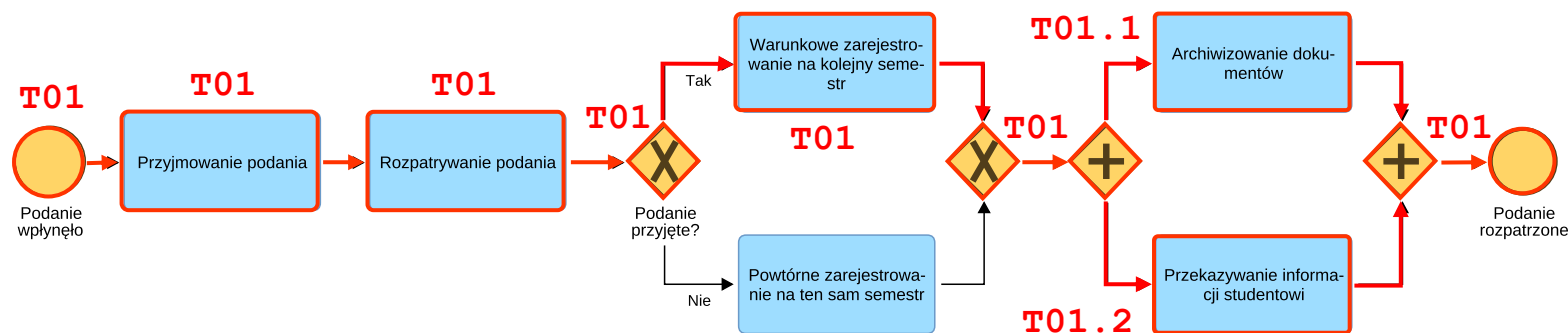 T01
Podanie
wpłynęło
T01
Przyjmowanie podania
T01
Rozpatrywanie podania
T01
Podanie
przyjęte?
Tak
Warunkowe zarejestro-
wanie na kolejny seme-
str
T01
Nie
Powtórne zarejestrowa-
nie na ten sam semestr
T01
T01.1
Archiwizowanie doku-
mentów
T01.2
Przekazywanie informa-
cji studentowi
T01
Podanie
rozpatrzone